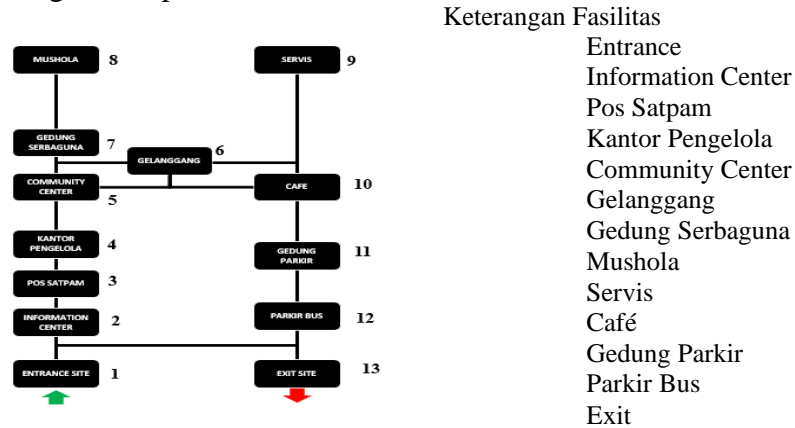 Keterangan Fasilitas
MUSHOLA 8
SERVIS 9
GEDUNG
SERBAGUNA 7
GELANGGANG 6
COMMUNITY
CENTER 5
CAFE 10
KANTOR
PENGELOLA 4
GEDUNG
PARKIR 11
POS SATPAM 3
INFORMATION
CENTER 2
PARKIR BUS 12
ENTRANCE SITE 1
EXIT SITE 13
Entrance
Information Center
Pos Satpam
Kantor Pengelola
Community Center
Gelanggang
Gedung Serbaguna
Mushola
Servis
Café
Gedung Parkir
Parkir Bus
Exit